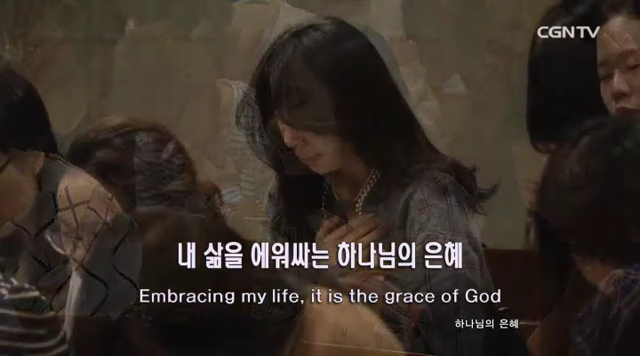 CGNTV
내 삶을 에워싸는 하나님의 은혜
Embracing my life, it is the grace of God
하나님의 은혜